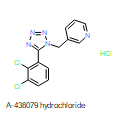 N N
N N
N
HCl
Cl
Cl
A-438079 hydrochloride